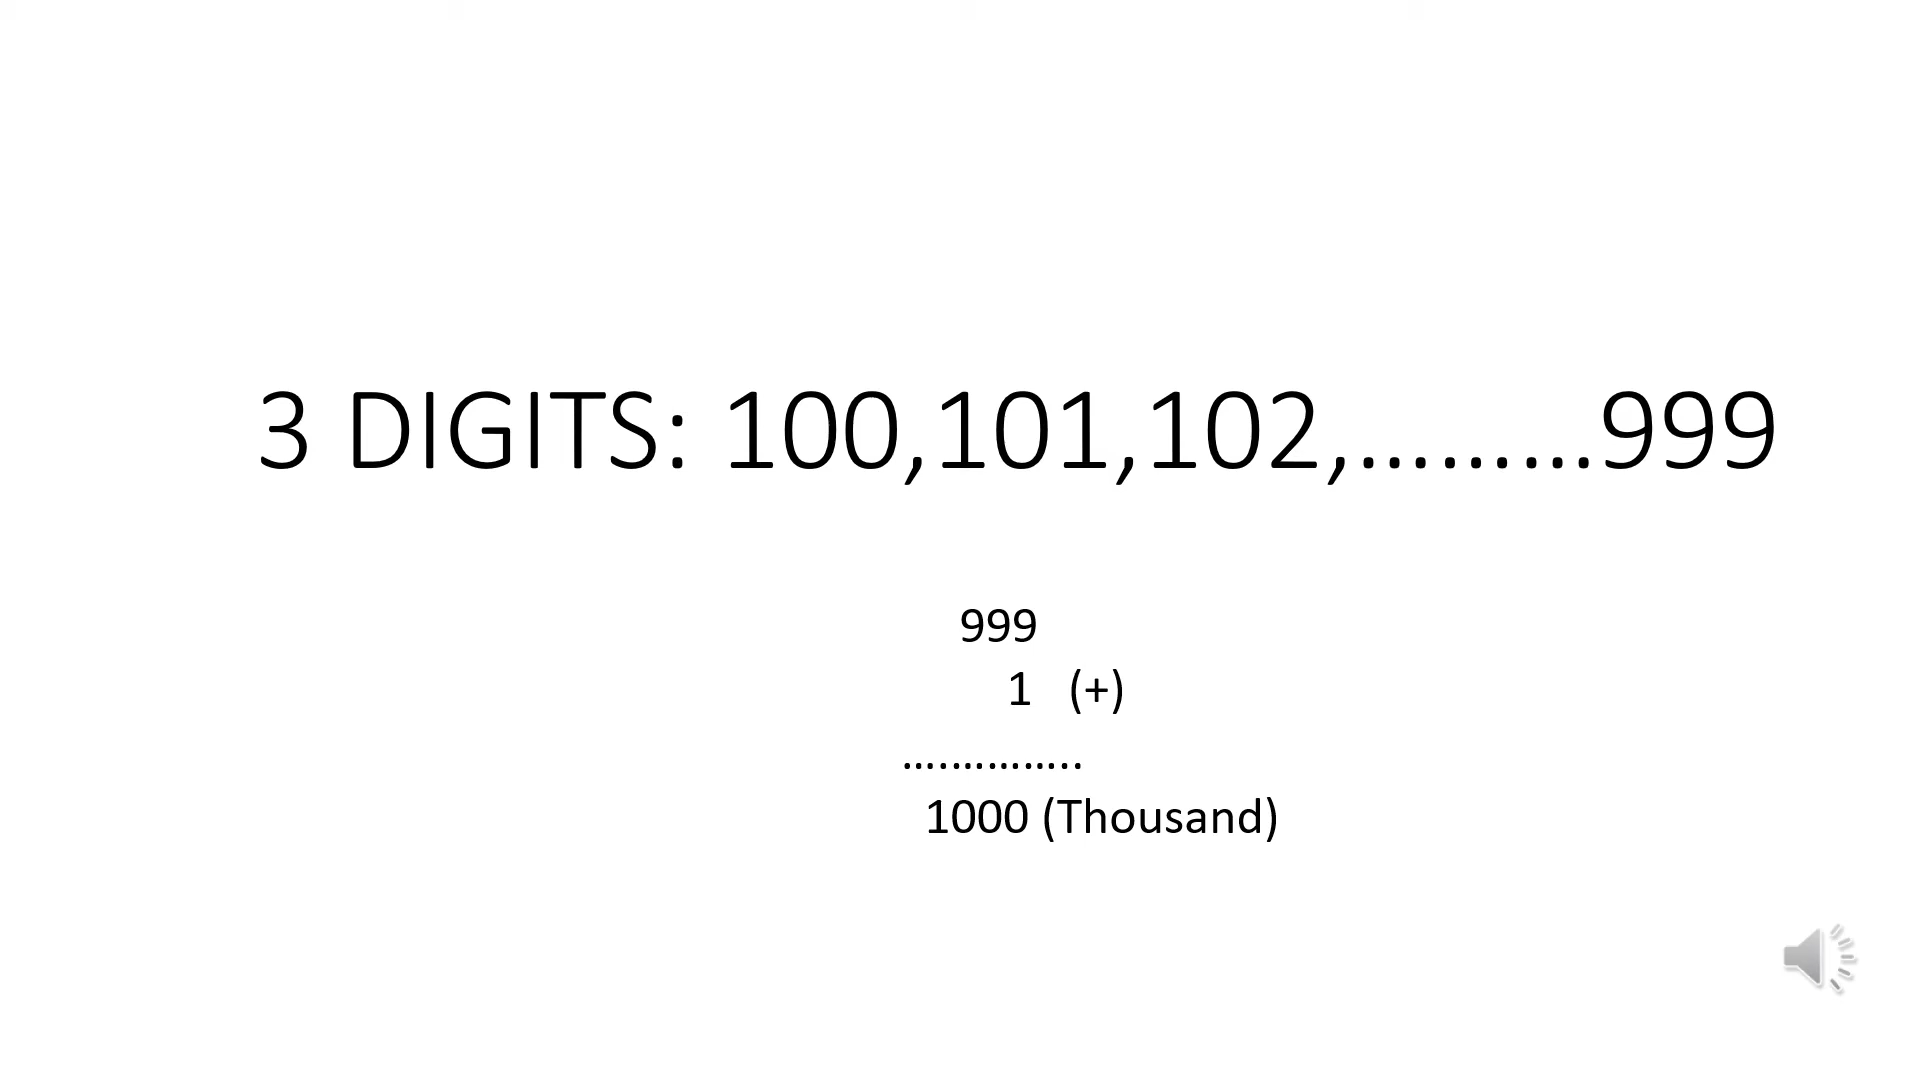 3 DIGITS: 100,101,102,.........999
999
1 (+)
...............
1000 (Thousand)